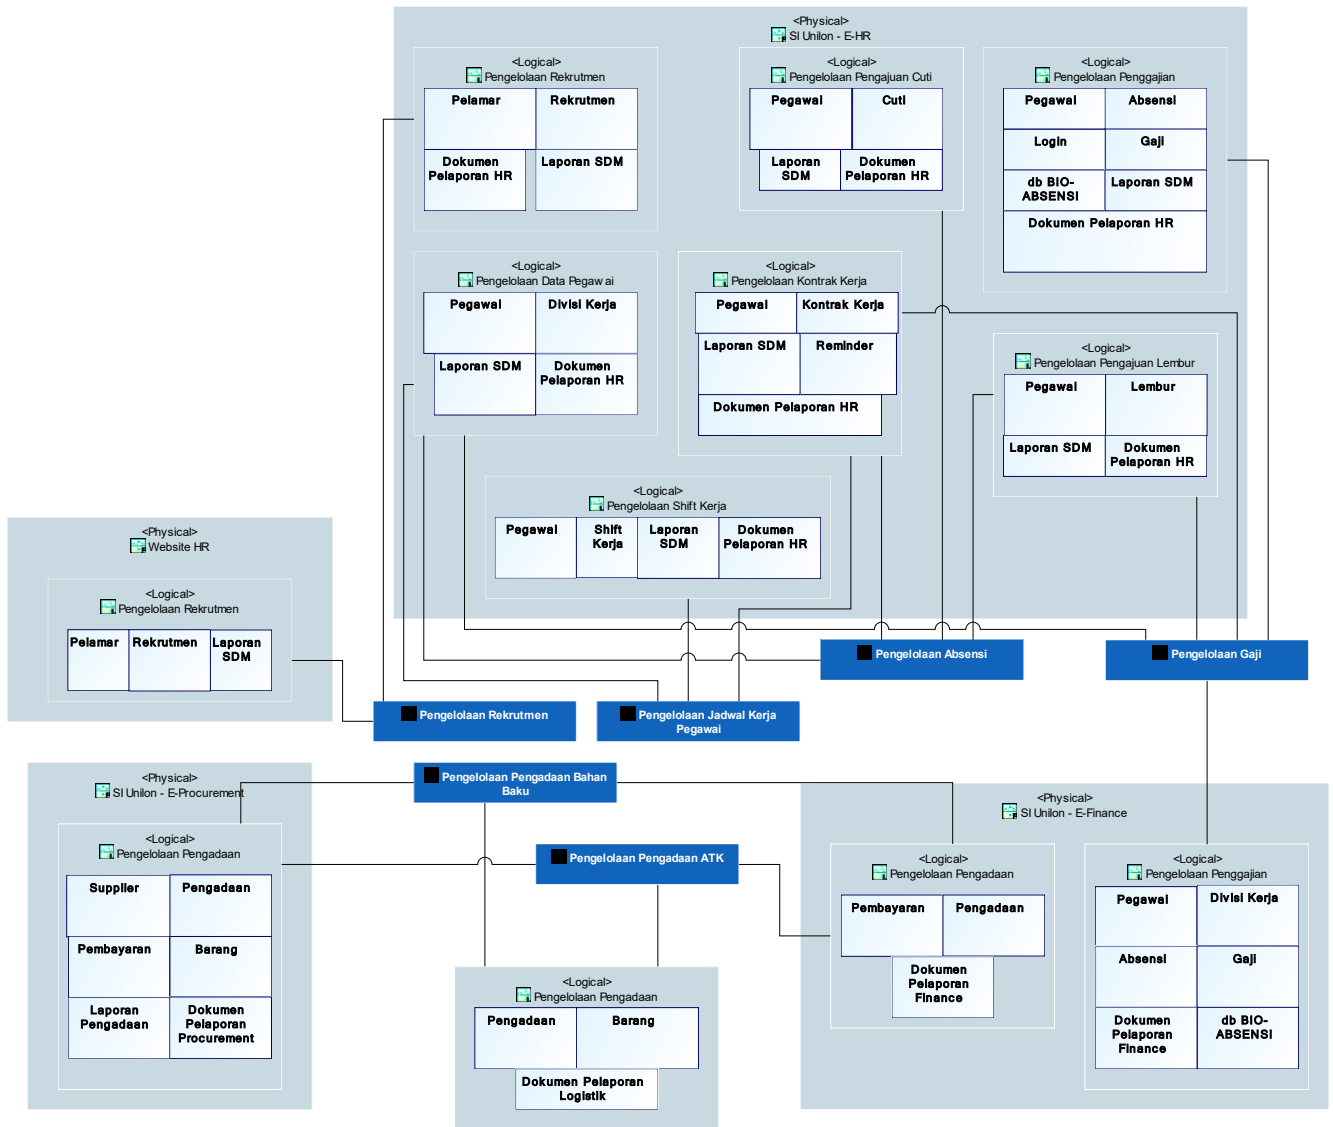 <Physical>
SI Unilon - E-HR
<Logical>
Pengelolaan Rekrutmen
Pelamar
Rekrutmen
Dokumen
Pelaporan HR
Laporan SDM
<Logical>
Pengelolaan Pengajuan Cuti
Pegawai
Cuti
Laporan
SDM
Dokumen
Pelaporan HR
<Logical>
Pengelolaan Penggajian
Pegawai
Absensi
Login
Gaji
db BIO-
ABSENSI
Laporan SDM
Dokumen Pelaporan HR
<Logical>
Pengelolaan Data Pegawai
Pegawai
Divisi Kerja
Laporan SDM
Dokumen
Pelaporan HR
<Logical>
Pengelolaan Kontrak Kerja
Pegawai
Kontrak Kerja
Laporan SDM
Reminder
Dokumen Pelaporan HR
<Logical>
Pengelolaan Pengajuan Lembur
Pegawai
Lembur
Laporan SDM
Dokumen
Pelaporan HR
<Logical>
Pengelolaan Shift Kerja
Pegawai
Shift
Kerja
Laporan
SDM
Dokumen
Pelaporan HR
<Physical>
Website HR
<Logical>
Pengelolaan Rekrutmen
Pelamar
Rekrutmen
Laporan
SDM
Pengelolaan Absensi
Pengelolaan Gaji
Pengelolaan Rekrutmen
Pengelolaan Jadwal Kerja
Pegawai
Pengelolaan Pengadaan Bahan
Baku
Pengelolaan Pengadaan ATK
<Physical>
SI Unilon - E-Procurement
<Logical>
Pengelolaan Pengadaan
Supplier
Pengadaan
Pembayaran
Barang
Laporan
Pengadaan
Dokumen
Pelaporan
Procurement
<Logical>
Pengelolaan Pengadaan
Pengadaan
Barang
Dokumen Pelaporan
Logistik
<Physical>
SI Unilon - E-Finance
<Logical>
Pengelolaan Pengadaan
Pembayaran
Pengadaan
Dokumen
Pelaporan
Finance
<Logical>
Pengelolaan Penggajian
Pegawai
Divisi Kerja
Absensi
Gaji
Dokumen
Pelaporan
Finance
db BIO-
ABSENSI